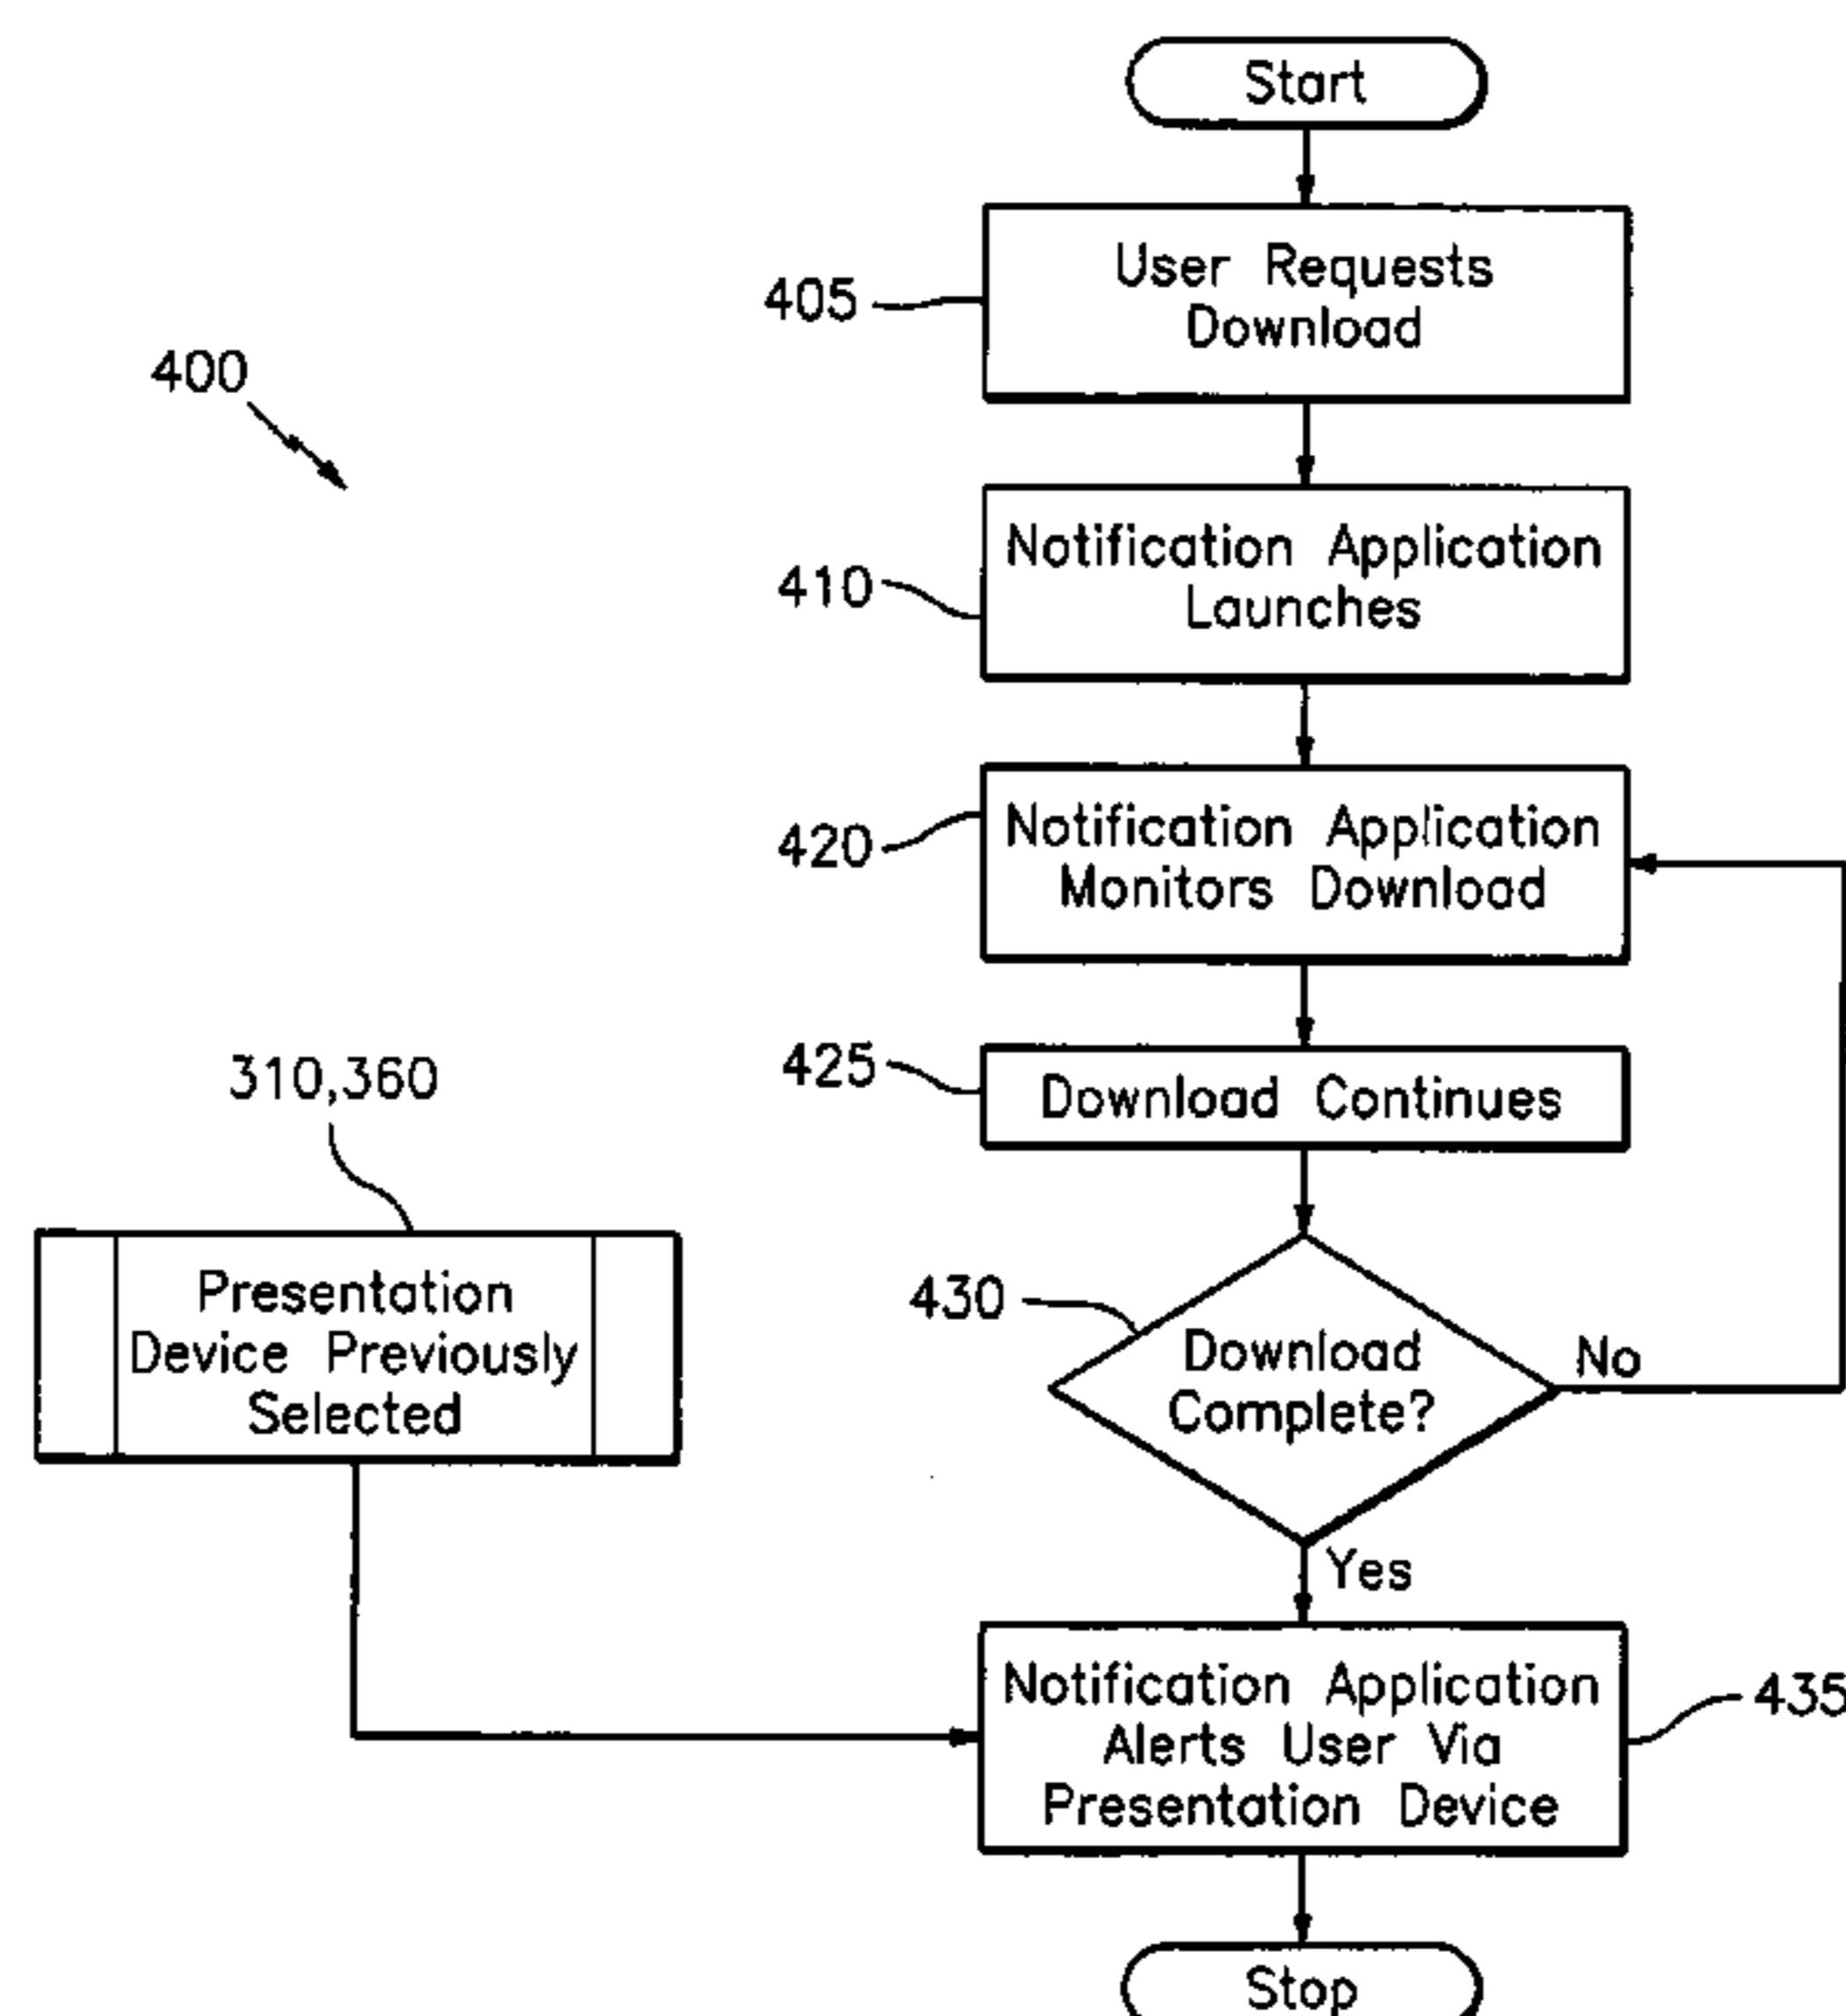 Start
405
User Requests
Download
400
410
Notification Application
Launches
420
Notification Application
Monitors Download
425
Download Continues
310,360
Presentation
Device Previously
Selected
430
Download
Complete?
No
Yes
Notification Application
Alerts User Via
Presentation Device
435
Stop